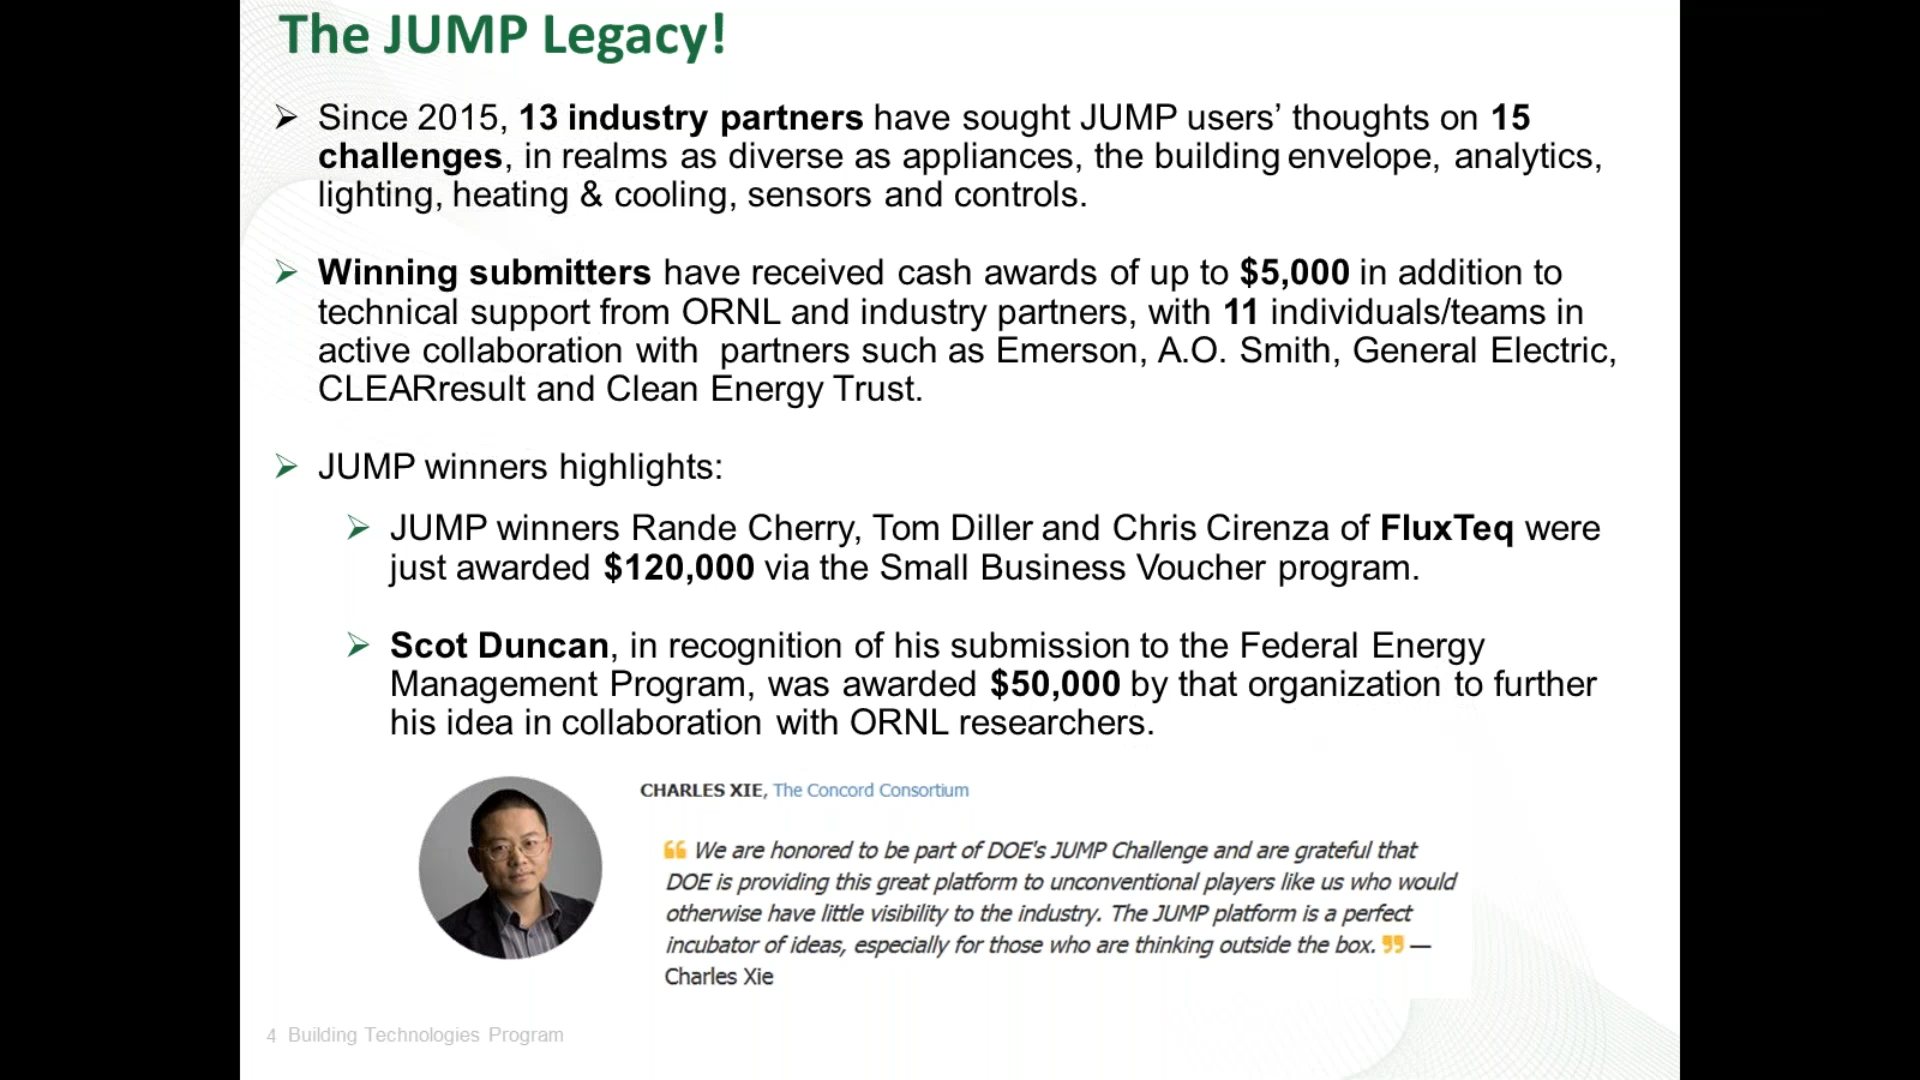 The JUMP Legacy!
➢ Since 2015, 13 industry partners have sought JUMP users’ thoughts on 15
challenges, in realms as diverse as appliances, the building envelope, analytics,
lighting, heating & cooling, sensors and controls.
➢ Winning submitters have received cash awards of up to $5,000 in addition to
technical support from ORNL and industry partners, with 11 individuals/teams in
active collaboration with partners such as Emerson, A.O. Smith, General Electric,
CLEARresult and Clean Energy Trust.
➢ JUMP winners highlights:
➢ JUMP winners Rande Cherry, Tom Diller and Chris Cirenza of FluxTeq were
just awarded $120,000 via the Small Business Voucher program.
➢ Scot Duncan, in recognition of his submission to the Federal Energy
Management Program, was awarded $50,000 by that organization to further
his idea in collaboration with ORNL researchers.
CHARLES XIE, The Concord Consortium
“ We are honored to be part of DOE's JUMP Challenge and are grateful that
DOE is providing this great platform to unconventional players like us who would
otherwise have little visibility to the industry. The JUMP platform is a perfect
incubator of ideas, especially for those who are thinking outside the box. ” —
Charles Xie
4 Building Technologies Program